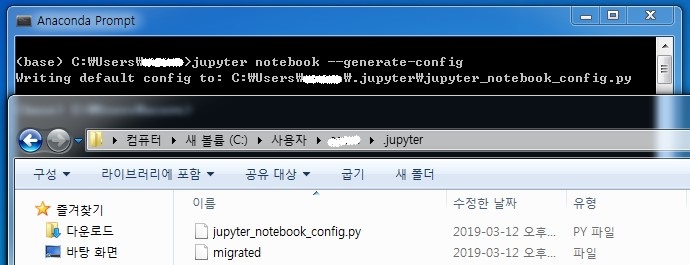 Anaconda Prompt
(base) C:₩Users₩>jupyter notebook --generate-config
Writing default config to: C:₩Users₩₩.jupyter₩jupyter_notebook_config.py
컴퓨터 ▸ 새 볼륨 (C:) ▸ 사용자 ▸ ▸ .jupyter
구성 ▾ 라이브러리에 포함 ▾ 공유 대상 ▾ 굽기 새 폴더
즐겨찾기
다운로드
바탕 화면
이름 수정한 날짜 유형
jupyter_notebook_config.py 2019-03-12 오후... PY 파일
migrated 2019-03-12 오후... 파일